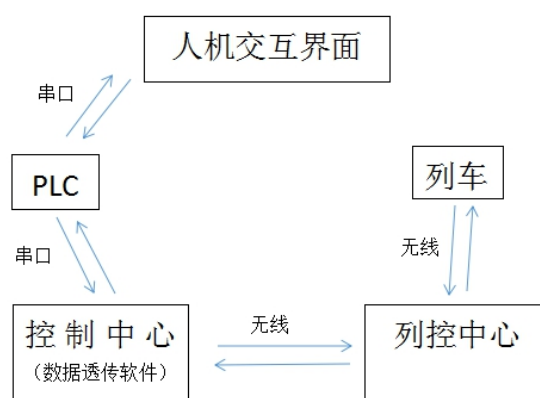 人机交互界面
串口
PLC
列车
串口
无线
控制中心
（数据透传软件）
无线
列控中心